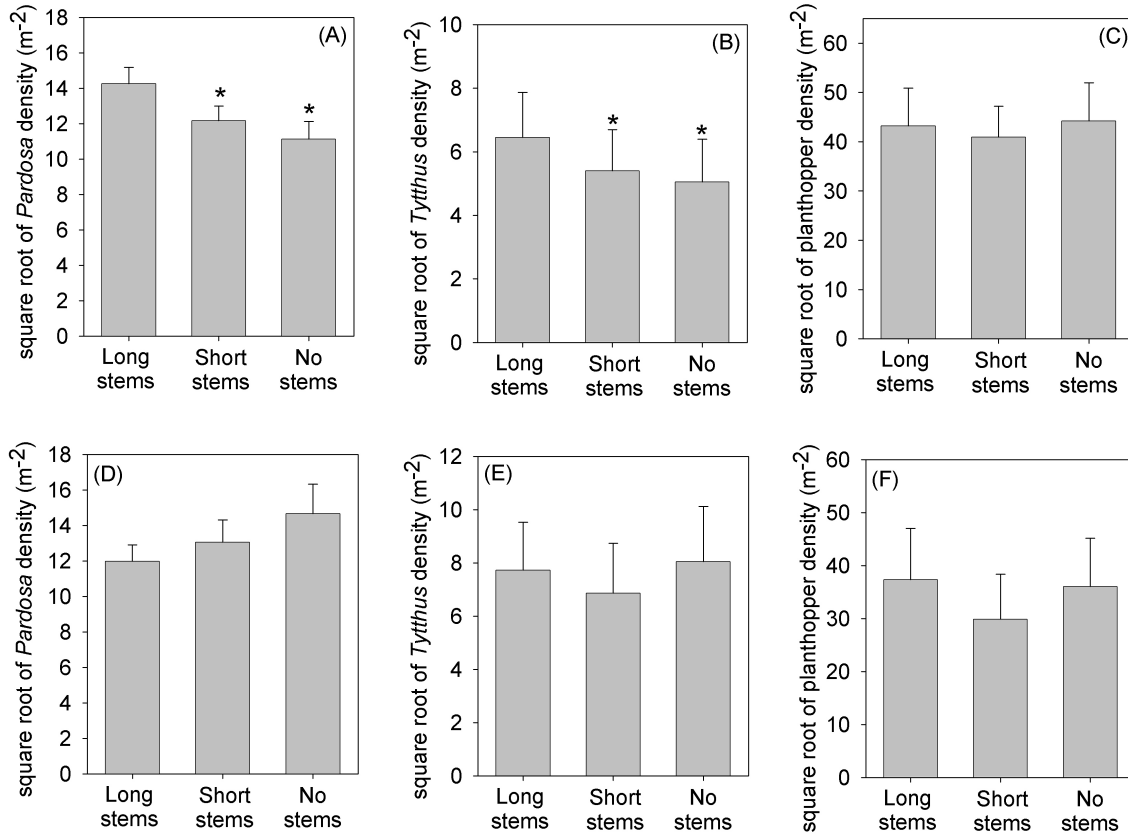 square root of Pardosa density (m-2)
18
16
14
12
10
8
6
4
2
0
(A)
*
*
Long stems
Short stems
No stems
square root of Tytthus density (m-2)
10
8
6
4
2
0
(B)
*
*
Long stems
Short stems
No stems
square root of planthopper density (m-2)
60
50
40
30
20
10
0
(C)
Long stems
Short stems
No stems
square root of Pardosa density (m-2)
18
16
14
12
10
8
6
4
2
0
(D)
Long stems
Short stems
No stems
square root of Tytthus density (m-2)
12
10
8
6
4
2
0
(E)
Long stems
Short stems
No stems
square root of planthopper density (m-2)
60
50
40
30
20
10
0
(F)
Long stems
Short stems
No stems